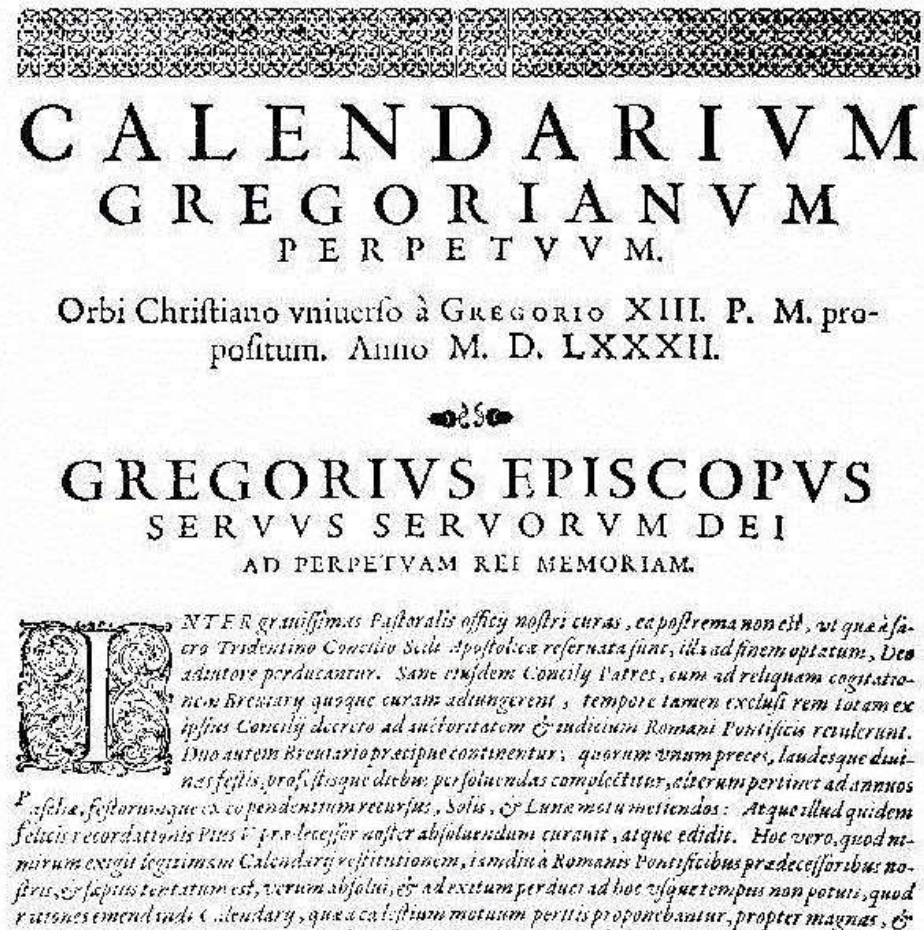 CALENDARIVM
GREGORIANVM
PERPETVVM.
Orbi Chriſtiano vniuerſo à GREGORIO XIII. P. M. pro-
poſitum. Anno M. D. LXXXII.
GREGORIVS EPISCOPVS
SERVVS SERVORVM DEI
AD PERPETVAM REI MEMORIAM.
INTER grauiſſimas Paſtoralis officij noſtri curas, ea poſtrema non eſt, vt quæ à ſa-
cro Tridentino Concilio Sedi Apoſtolicæ reſeruata ſunt, illa ad finem optatum, Deo
adiutore perducantur. Sane eiuſdem Concilij Patres, cum ad reliquam cogitatio-
nem Breuiarij quoque curam adiungerent, tempore tamen excluſi rem totam ex
ipſius Concilij decreto ad auctoritatem & iudicium Romani Pontificis retulerunt.
Duo autem Breuiario præcipue continentur, quorum vnum preces, laudesque diui-
nas feſtis, profeſtisque diebus perſoluendas complectitur, alterum pertinet ad annuos
Paſchæ, feſtorumque ex eo pendentium recurſus, Solis, & Lunæ motu metiendos: Atque illud quidem
felicis recordationis Pius V prædeceſſor noſter abſoluendum curauit, atque edidit. Hoc vero, quod ni-
mirum exigit legitimam Calendarij reſtitutionem, iamdiu à Romanis Pontificibus prædeceſſoribus no-
ſtris, & ſæpius tentatum eſt, verum abſolui, & ad exitum perduci ad hoc vſque tempus non potuit, quod
rationes emendandi Calendarij, quæ a cæleſtium motuum peritis proponebantur, propter magnas, &